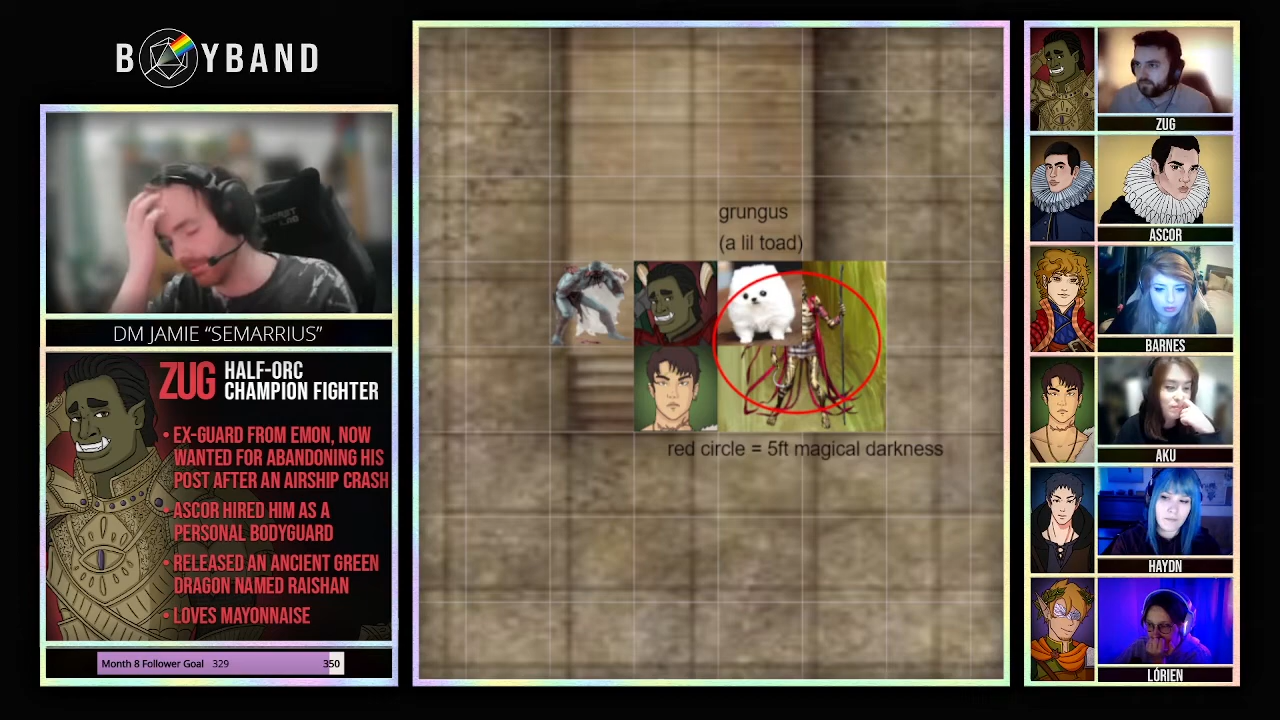 BOYBAND
DM JAMIE “SEMARRIUS”
ZUG HALF-ORC
CHAMPION FIGHTER
• EX-GUARD FROM EMON, NOW
WANTED FOR ABANDONING HIS
POST AFTER AN AIRSHIP CRASH
• ASCOR HIRED HIM AS A
PERSONAL BODYGUARD
• RELEASED AN ANCIENT GREEN
DRAGON NAMED RAISHAN
• LOVES MAYONNAISE
Month 8 Follower Goal 329 350
grungus
(a lil toad)
red circle = 5ft magical darkness
ZUG
ASCOR
BARNES
AKU
HAYDN
LÓRIEN